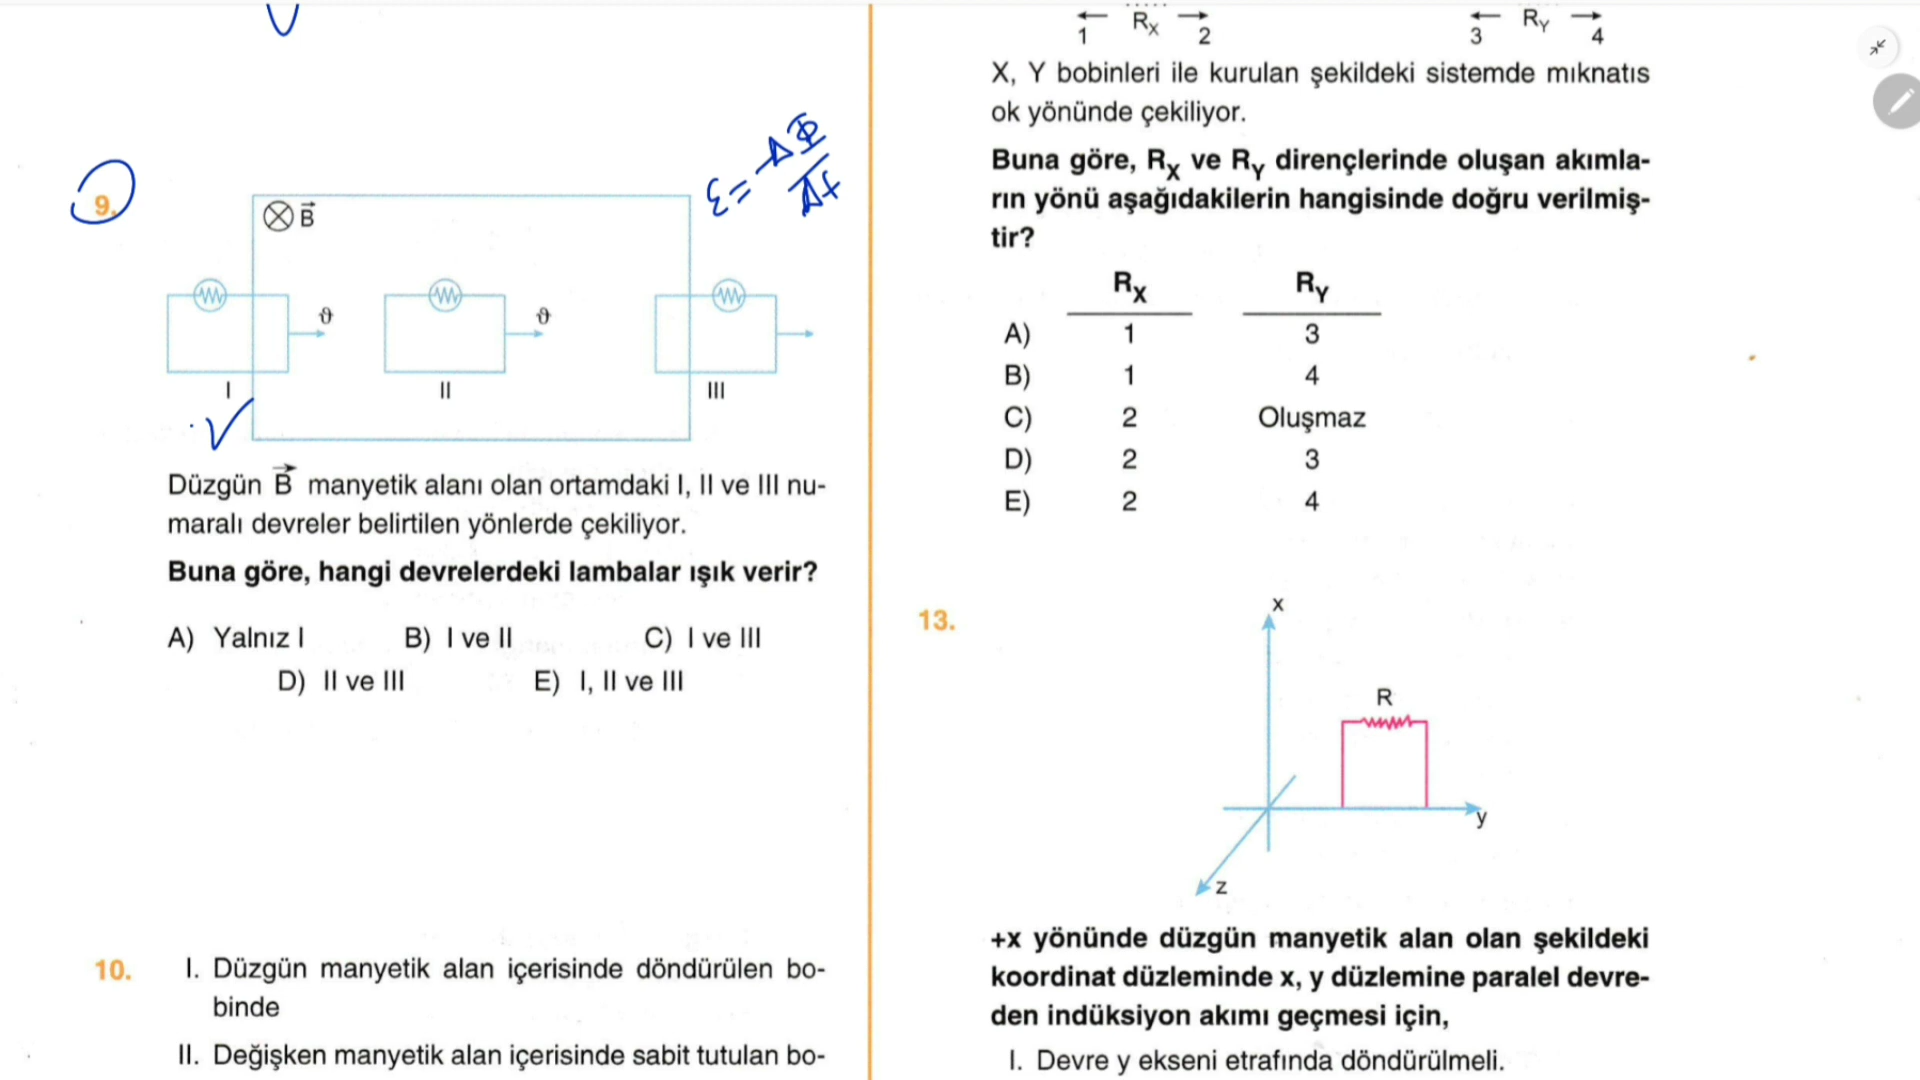 9.
⊗ B
ε = -ΔΦ/Δt
ϑ
ϑ
I
II
III
Düzgün B manyetik alanı olan ortamdaki I, II ve III nu-
maralı devreler belirtilen yönlerde çekiliyor.
Buna göre, hangi devrelerdeki lambalar ışık verir?
A) Yalnız I B) I ve II C) I ve III
D) II ve III E) I, II ve III
10. I. Düzgün manyetik alan içerisinde döndürülen bo-
binde
II. Değişken manyetik alan içerisinde sabit tutulan bo-
RX RY
1 2 3 4
X, Y bobinleri ile kurulan şekildeki sistemde mıknatıs
ok yönünde çekiliyor.
Buna göre, RX ve RY dirençlerinde oluşan akımla-
rın yönü aşağıdakilerin hangisinde doğru verilmiş-
tir?
RX RY
A) 1 3
B) 1 4
C) 2 Oluşmaz
D) 2 3
E) 2 4
13.
x
R
y
z
+x yönünde düzgün manyetik alan olan şekildeki
koordinat düzleminde x, y düzlemine paralel devre-
den indüksiyon akımı geçmesi için,
I. Devre y ekseni etrafında döndürülmeli.